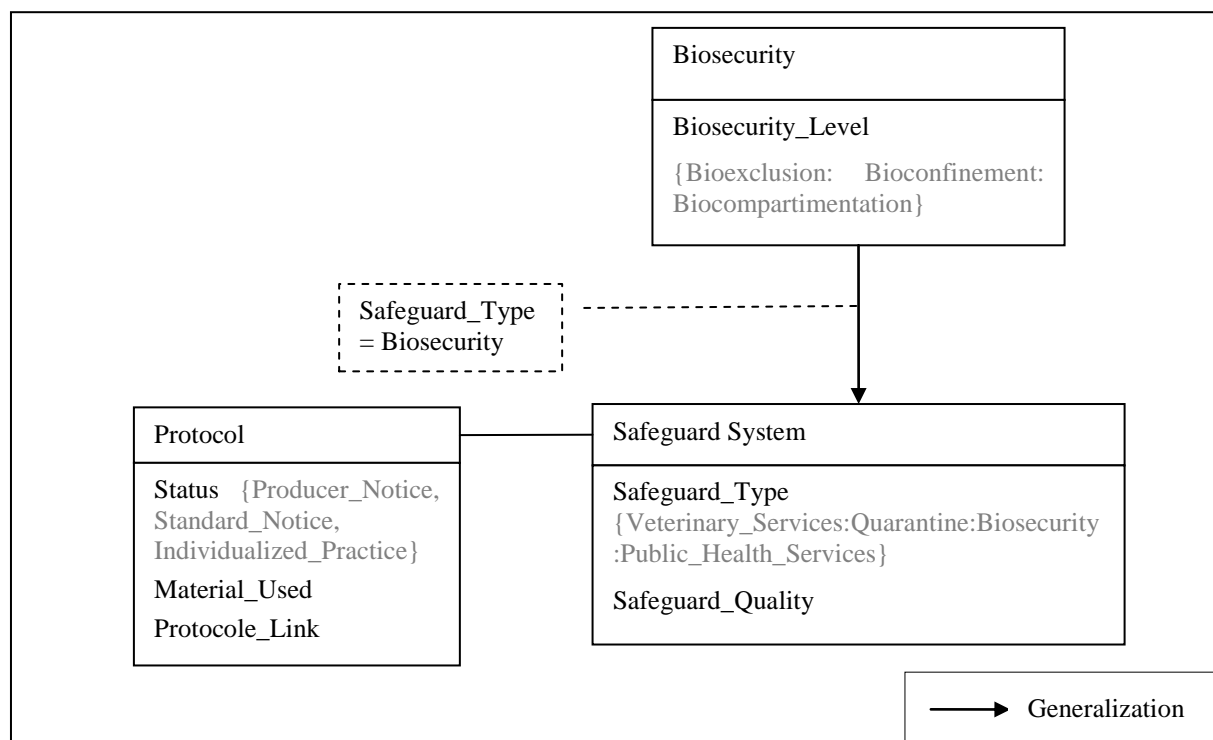 Biosecurity
Biosecurity_Level
{Bioexclusion: Bioconfinement:
Biocompartimentation}
Safeguard_Type
= Biosecurity
Protocol
Status {Producer_Notice,
Standard_Notice,
Individualized_Practice}
Material_Used
Protocole_Link
Safeguard System
Safeguard_Type
{Veterinary_Services:Quarantine:Biosecurity
:Public_Health_Services}
Safeguard_Quality
Generalization